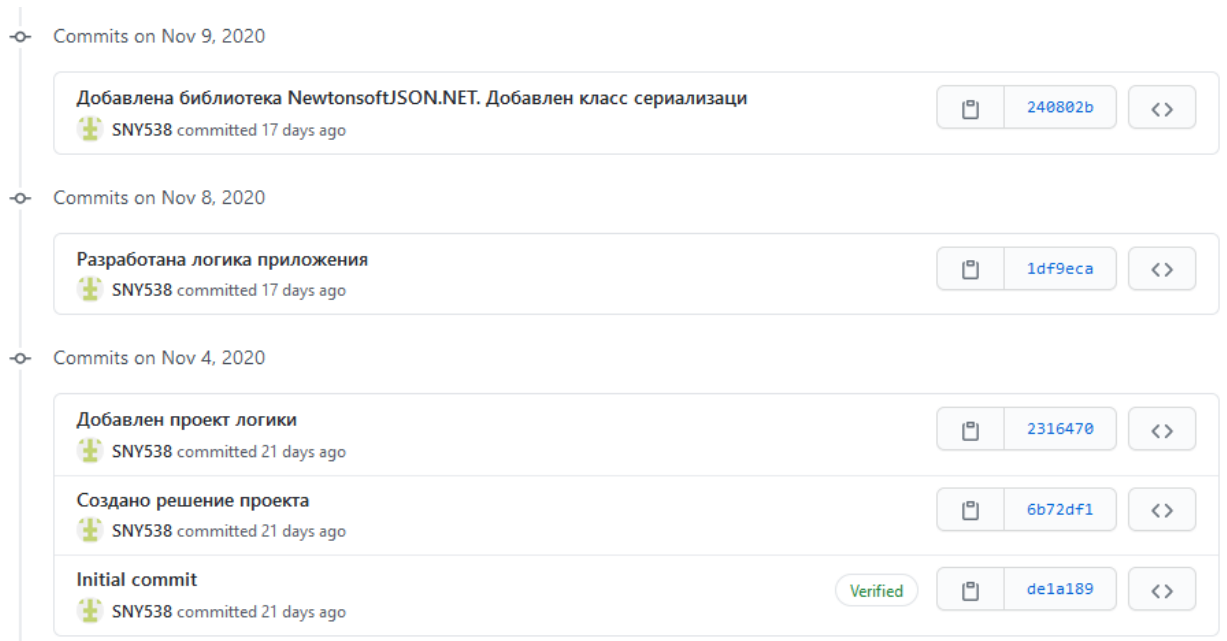 Commits on Nov 9, 2020
Добавлена библиотека NewtonsoftJSON.NET. Добавлен класс сериализаци
240802b
SNY538 committed 17 days ago
Commits on Nov 8, 2020
Разработана логика приложения
1df9eca
SNY538 committed 17 days ago
Commits on Nov 4, 2020
Добавлен проект логики
2316470
SNY538 committed 21 days ago
Создано решение проекта
6b72df1
SNY538 committed 21 days ago
Initial commit
Verified
de1a189
SNY538 committed 21 days ago